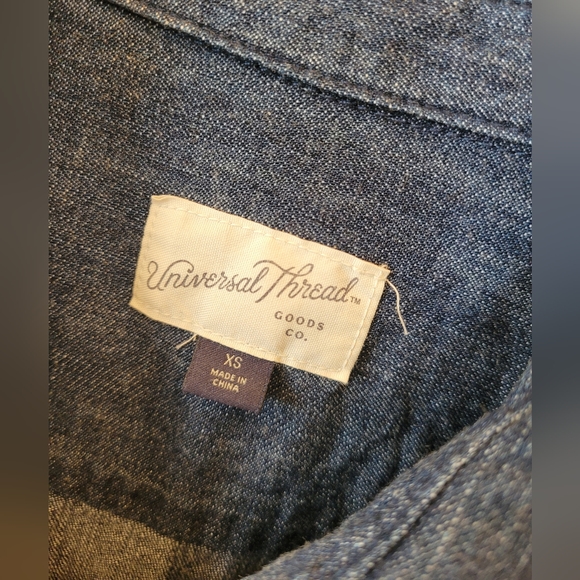 Universal Thread™
GOODS
CO.
XS
MADE IN
CHINA